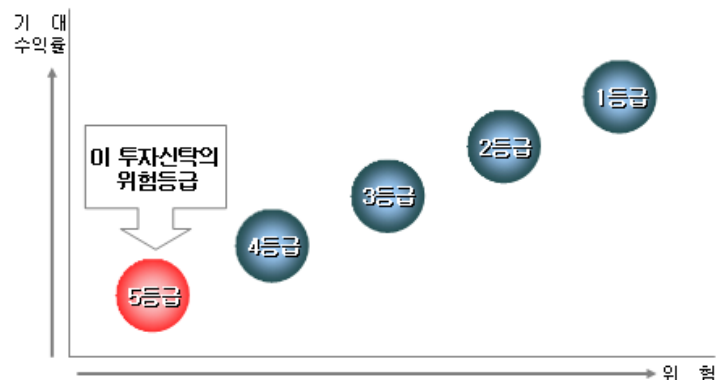 기 대
수익률
1등급
2등급
이 투자신탁의
위험등급
3등급
4등급
5등급
위 험